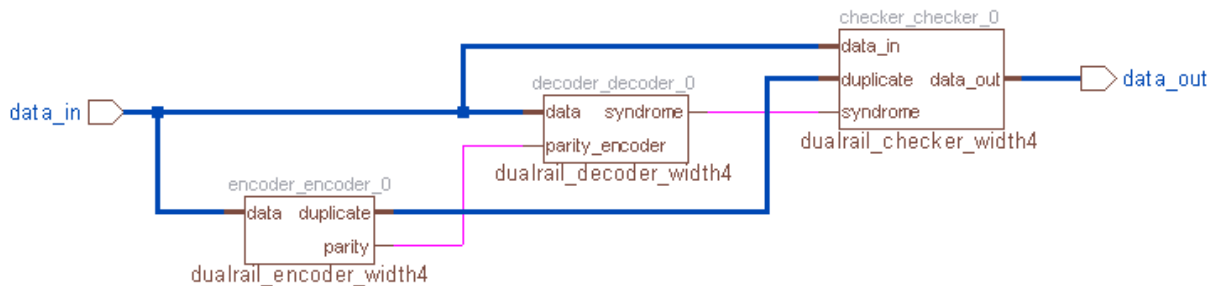 checker_checker_0
data_in
duplicate data_out
syndrome
dualrail_checker_width4
data_out
decoder_decoder_0
data syndrome
parity_encoder
dualrail_decoder_width4
data_in
encoder_encoder_0
data duplicate
parity
dualrail_encoder_width4